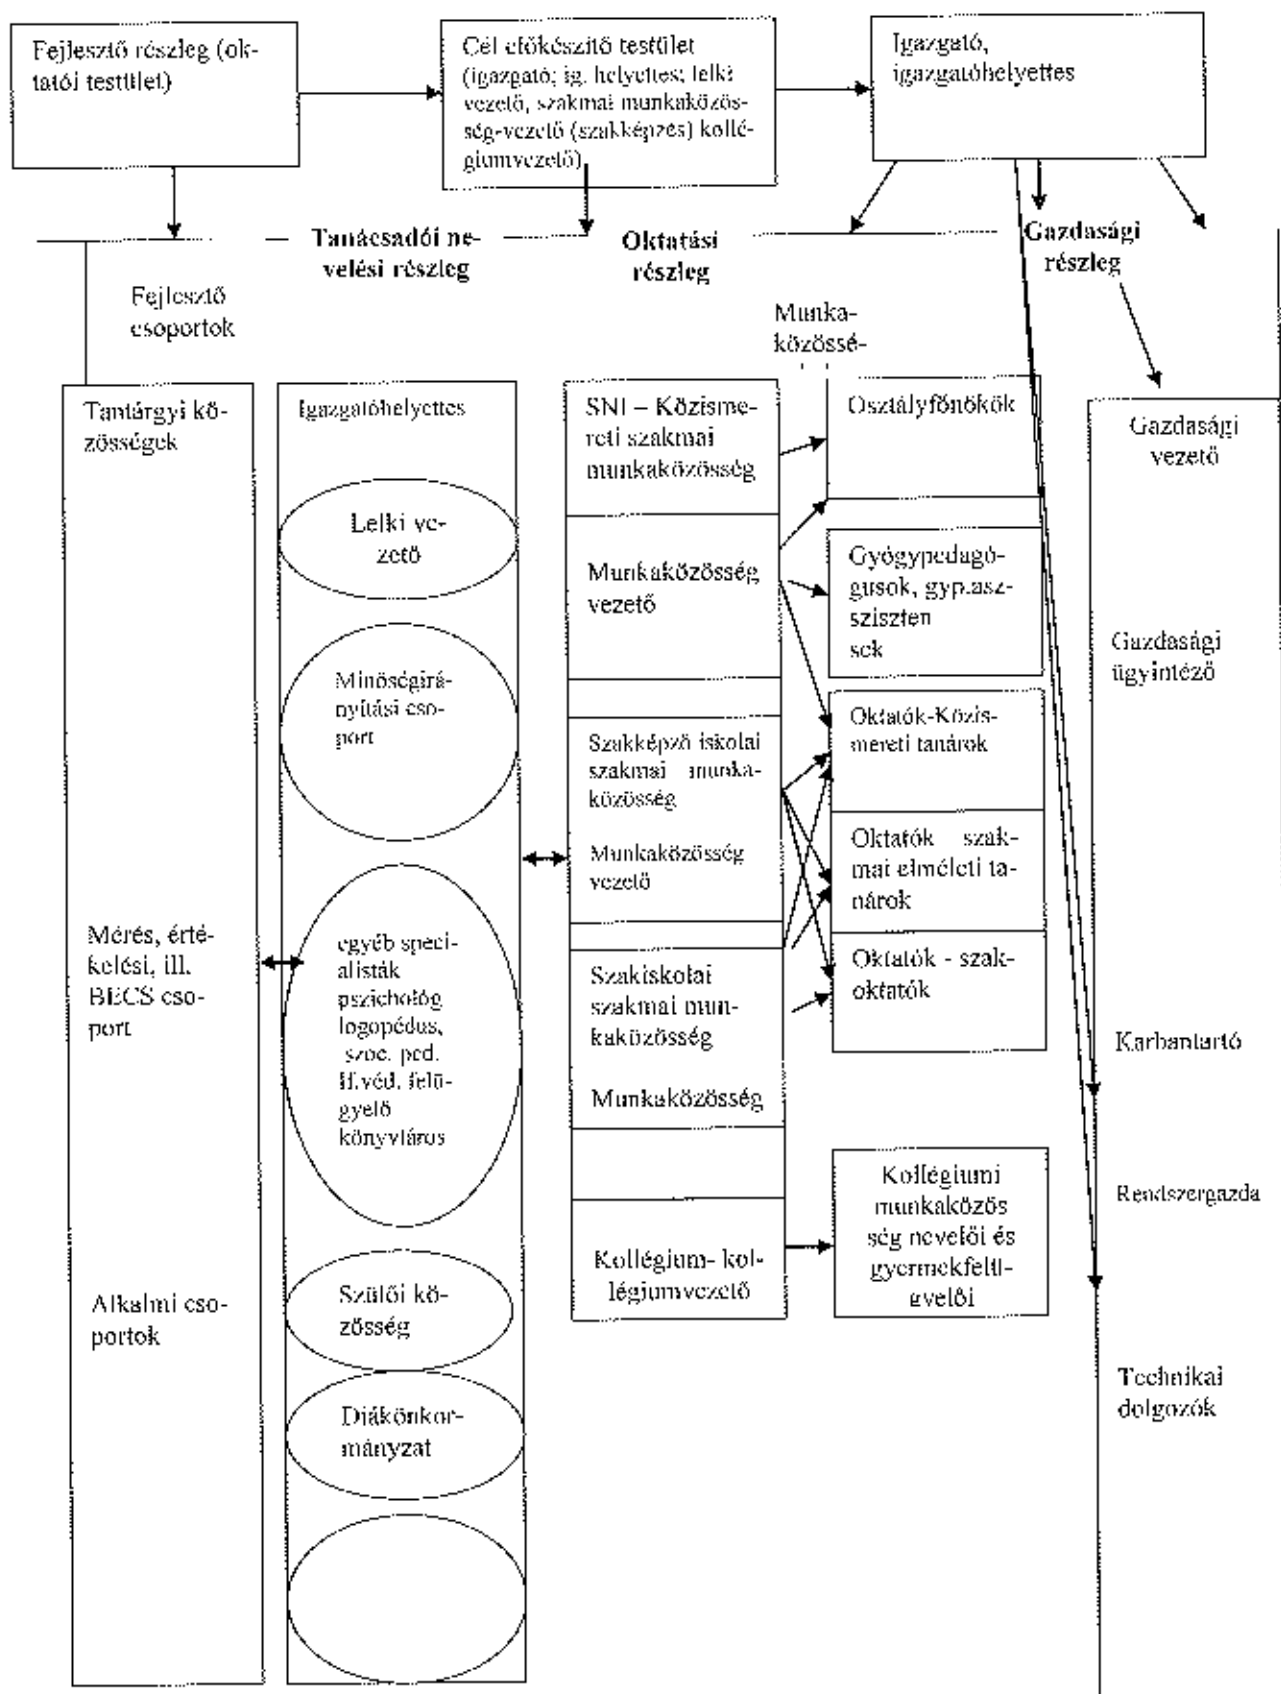 Fejlesztő részleg (ok-
tatói testület)
Cél előkészítő testület
(igazgató; ig. helyettes; lelki
vezető, szakmai munkaközös-
ség-vezető (szakképzés) kollé-
giumvezető)
Igazgató,
igazgatóhelyettes
Tanácsadói ne-
velési részleg
Oktatási
részleg
Gazdasági
részleg
Fejlesztő
csoportok
Munka-
közössé-
Tantárgyi kö-
zösségek
Mérés, érté-
kelési, ill.
BECS cso-
port
Alkalmi cso-
portok
Igazgatóhelyettes
Lelki ve-
zető
Minőségirá-
nyítási cso-
port
egyéb speci-
alisták
pszichológ
logopédus,
szoc. ped.
If.véd. felü-
gyelő
könyvtáros
Szülői kö-
zösség
Diákönkor-
mányzat
SNI – Közisme-
reti szakmai
munkaközösség
Munkaközösség
vezető
Szakképző iskolai
szakmai munka-
közösség
Munkaközösség
vezető
Szakiskolai
szakmai mun-
kaközösség
Munkaközösség
Kollégium- kol-
légiumvezető
Osztályfőnökök
Gyógypedagó-
gusok, gyp.asz-
sziszten
sek
Oktatók-Közis-
mereti tanárok
Oktatók szak-
mai elméleti ta-
nárok
Oktatók - szak-
oktatók
Kollégiumi
munkaközös
ség nevelői és
gyermekfelü-
gyelői
Gazdasági
vezető
Gazdasági
ügyintéző
Karbantartó
Rendszergazda
Technikai
dolgozók